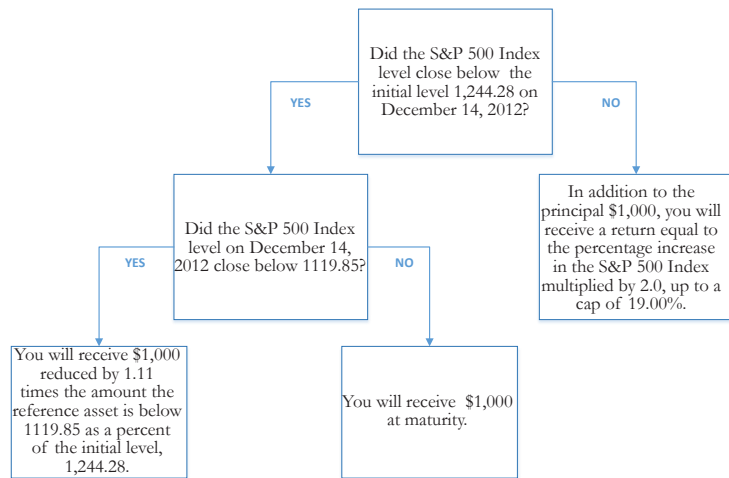 Did the S&P 500 Index
level close below the
initial level 1,244.28 on
December 14, 2012?
YES
NO
Did the S&P 500 Index
level on December 14,
2012 close below 1119.85?
In addition to the
principal $1,000, you will
receive a return equal to
the percentage increase
in the S&P 500 Index
multiplied by 2.0, up to a
cap of 19.00%.
YES
NO
You will receive $1,000
reduced by 1.11
times the amount the
reference asset is below
1119.85 as a percent
of the initial level,
1,244.28.
You will receive $1,000
at maturity.